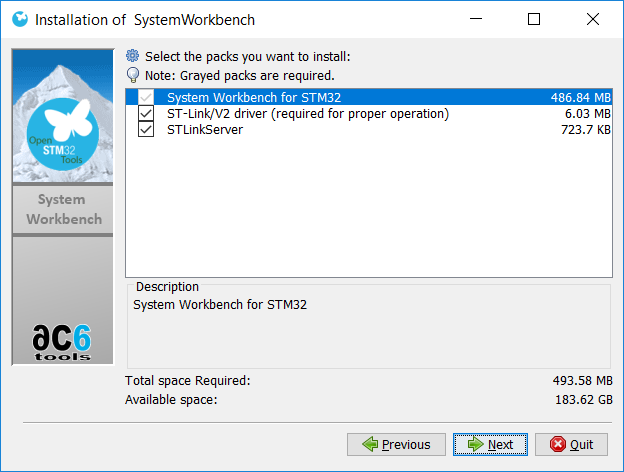 Installation of SystemWorkbench
Select the packs you want to install:
Note: Grayed packs are required.
System Workbench for STM32 486.84 MB
ST-Link/V2 driver (required for proper operation) 6.03 MB
STLinkServer 723.7 KB
Open
STM32
Tools
System
Workbench
ac6
tools
Description
System Workbench for STM32
Total space Required: 493.58 MB
Available space: 183.62 GB
Previous
Next
Quit